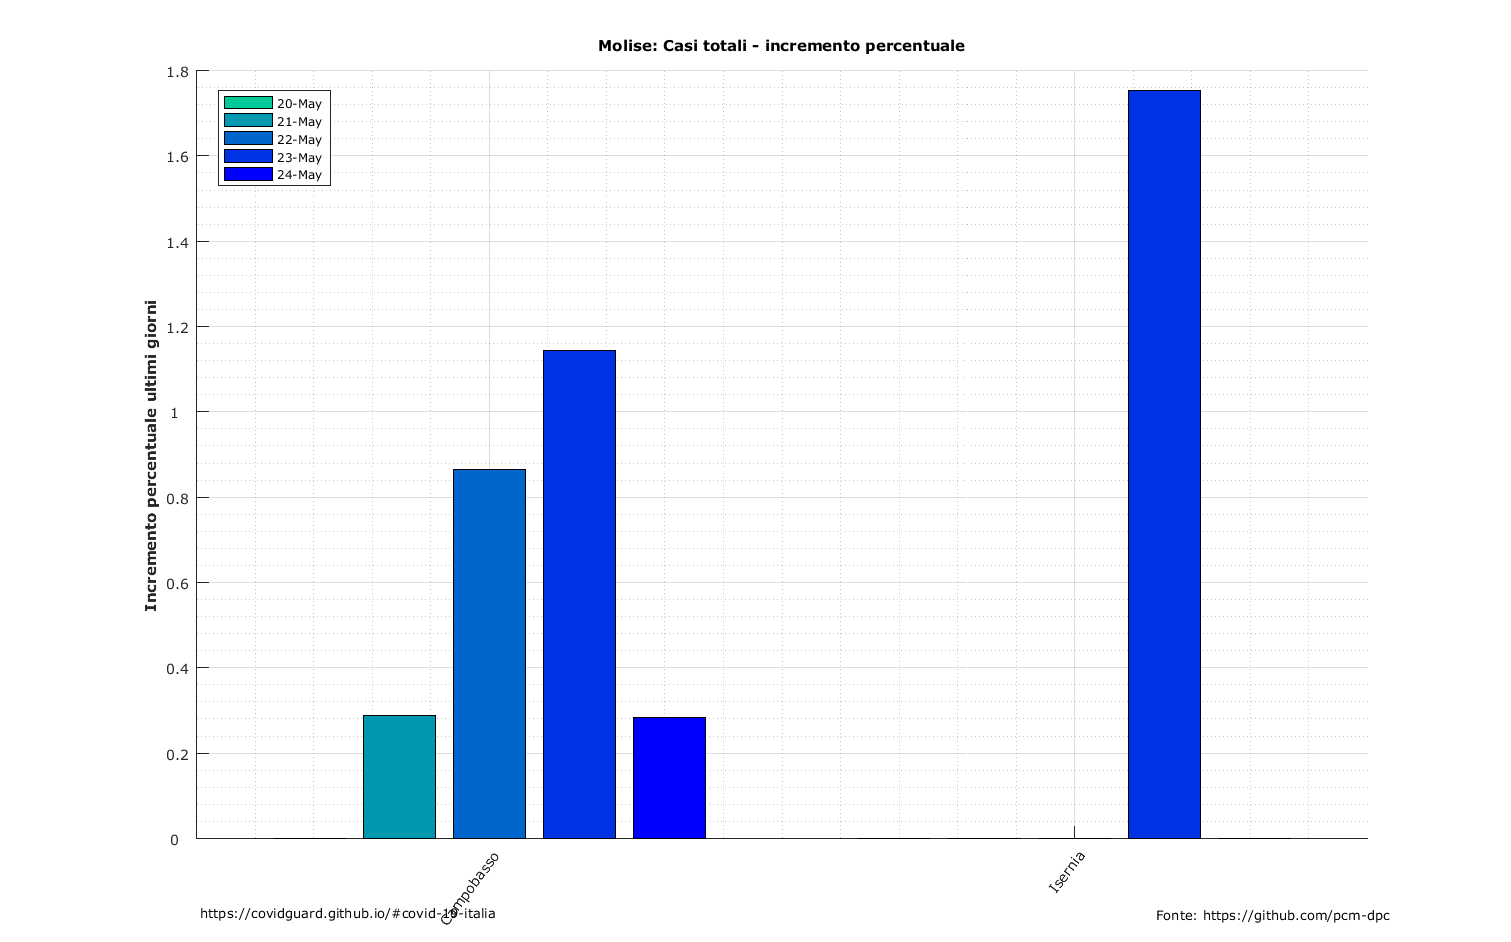 Molise: Casi totali - incremento percentuale
1.8
1.6
1.4
1.2
1
0.8
0.6
0.4
0.2
0
Incremento percentuale ultimi giorni
20-May
21-May
22-May
23-May
24-May
Campobasso
Isernia
https://covidguard.github.io/#covid-19-italia
Fonte: https://github.com/pcm-dpc